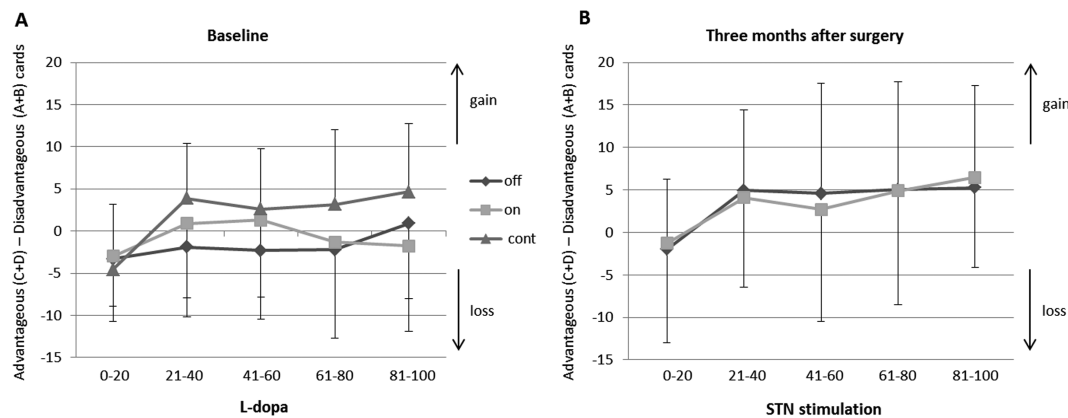 A
Baseline
Advantageous (C+D) – Disadvantageous (A+B) cards
20
15
10
5
0
-5
-10
-15
0-20 21-40 41-60 61-80 81-100
L-dopa
gain
loss
off
on
cont
B
Three months after surgery
Advantageous (C+D) – Disadvantageous (A+B) cards
20
15
10
5
0
-5
-10
-15
0-20 21-40 41-60 61-80 81-100
STN stimulation
gain
loss